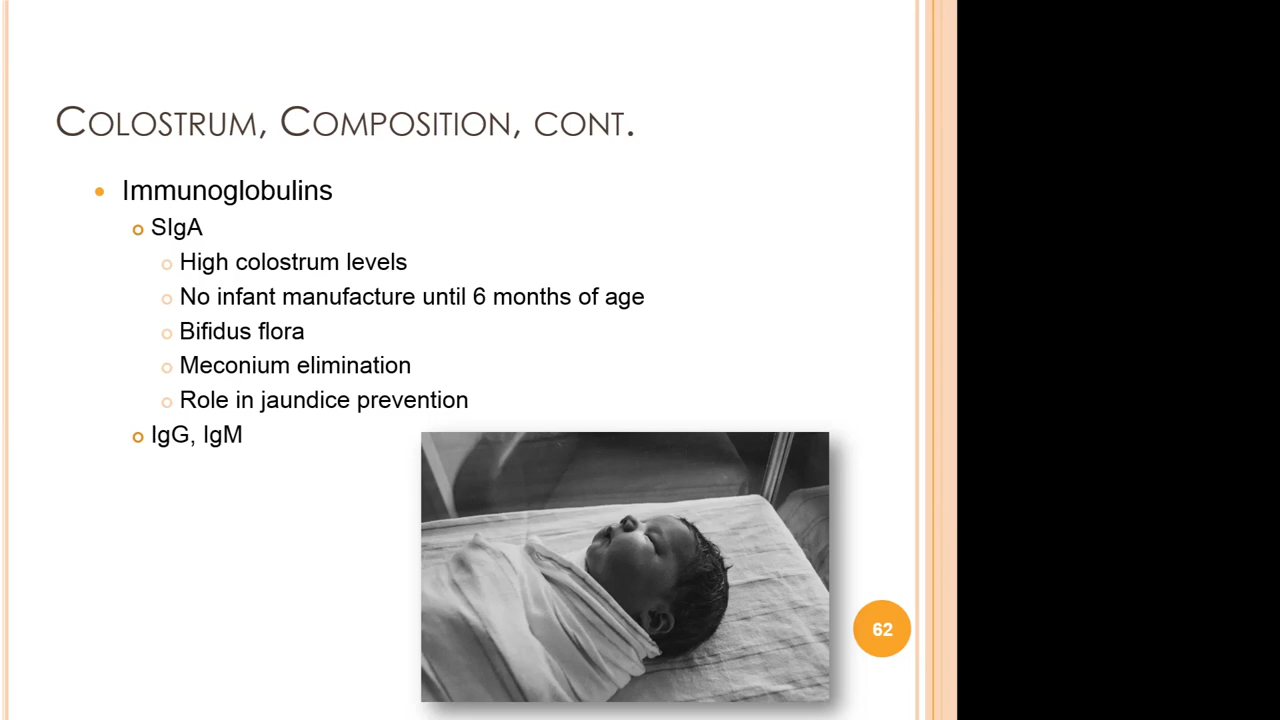 Colostrum, Composition, cont.
Immunoglobulins
SIgA
High colostrum levels
No infant manufacture until 6 months of age
Bifidus flora
Meconium elimination
Role in jaundice prevention
IgG, IgM
62